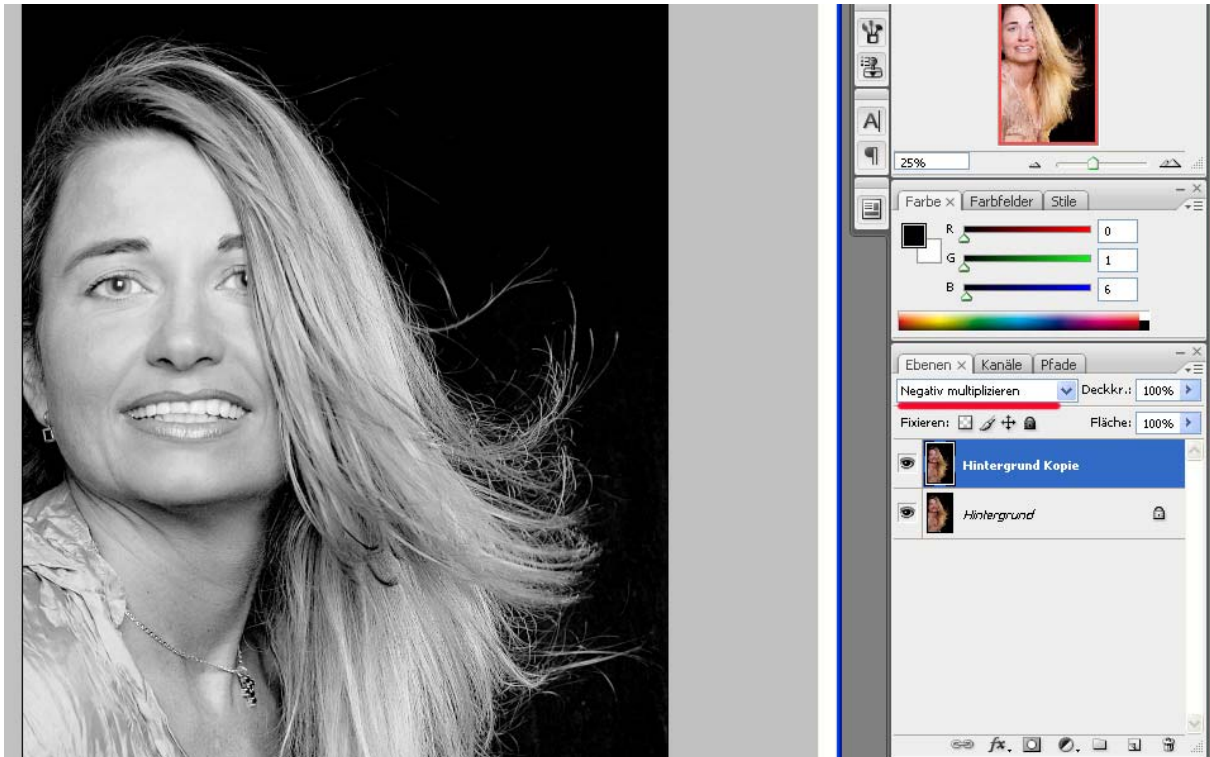 A
25%
Farbe × Farbfelder Stile
R 0
G 1
B 6
Ebenen × Kanäle Pfade
Negativ multiplizieren Deckkr.: 100%
Fixieren: Fläche: 100%
Hintergrund Kopie
Hintergrund
fx.